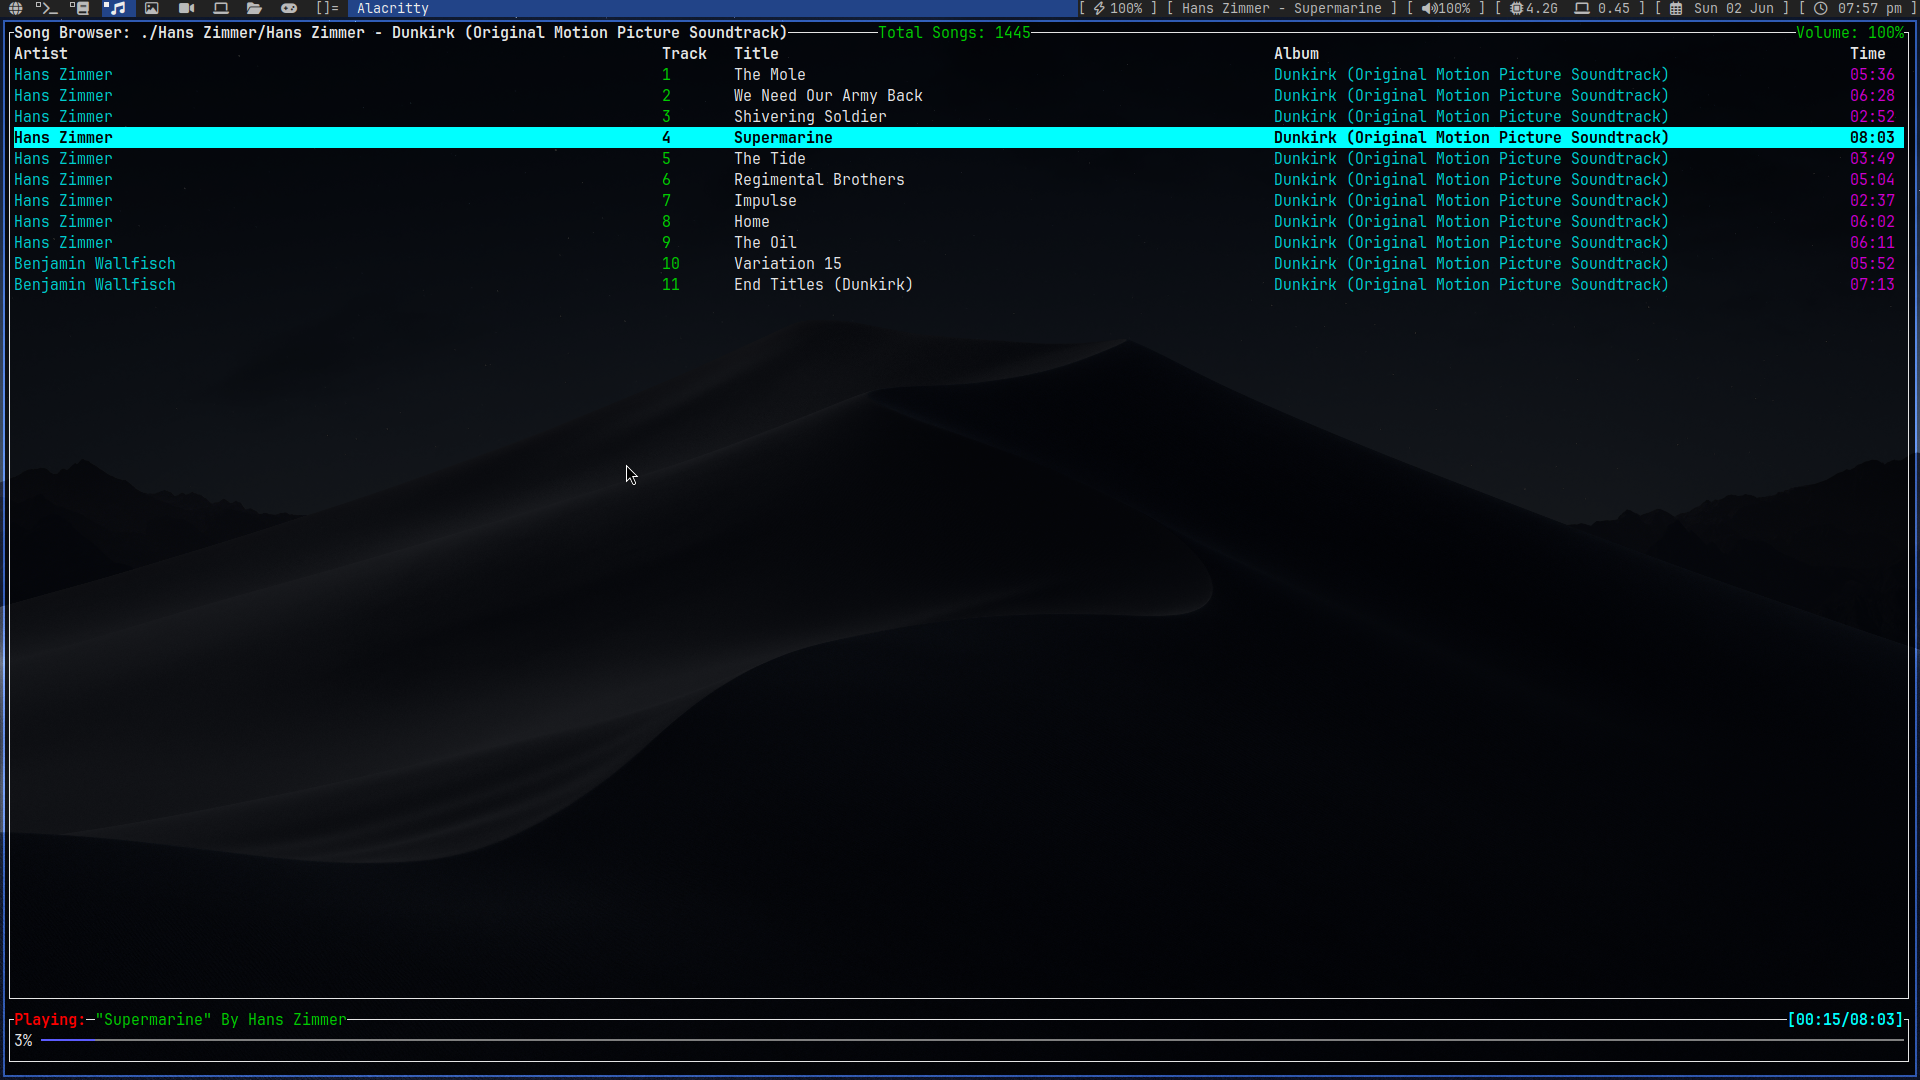 []= Alacritty [ 100% ] [ Hans Zimmer - Supermarine ] [ 100% ] [ 4.2G 0.45 ] [ Sun 02 Jun ] [ 07:57 pm ]
Song Browser: ./Hans Zimmer/Hans Zimmer - Dunkirk (Original Motion Picture Soundtrack) Total Songs: 1445 Volume: 100%
Artist Track Title Album Time
Hans Zimmer 1 The Mole Dunkirk (Original Motion Picture Soundtrack) 05:36
Hans Zimmer 2 We Need Our Army Back Dunkirk (Original Motion Picture Soundtrack) 06:28
Hans Zimmer 3 Shivering Soldier Dunkirk (Original Motion Picture Soundtrack) 02:52
Hans Zimmer 4 Supermarine Dunkirk (Original Motion Picture Soundtrack) 08:03
Hans Zimmer 5 The Tide Dunkirk (Original Motion Picture Soundtrack) 03:49
Hans Zimmer 6 Regimental Brothers Dunkirk (Original Motion Picture Soundtrack) 05:04
Hans Zimmer 7 Impulse Dunkirk (Original Motion Picture Soundtrack) 02:37
Hans Zimmer 8 Home Dunkirk (Original Motion Picture Soundtrack) 06:02
Hans Zimmer 9 The Oil Dunkirk (Original Motion Picture Soundtrack) 06:11
Benjamin Wallfisch 10 Variation 15 Dunkirk (Original Motion Picture Soundtrack) 05:52
Benjamin Wallfisch 11 End Titles (Dunkirk) Dunkirk (Original Motion Picture Soundtrack) 07:13
Playing: "Supermarine" By Hans Zimmer [00:15/08:03]
3%